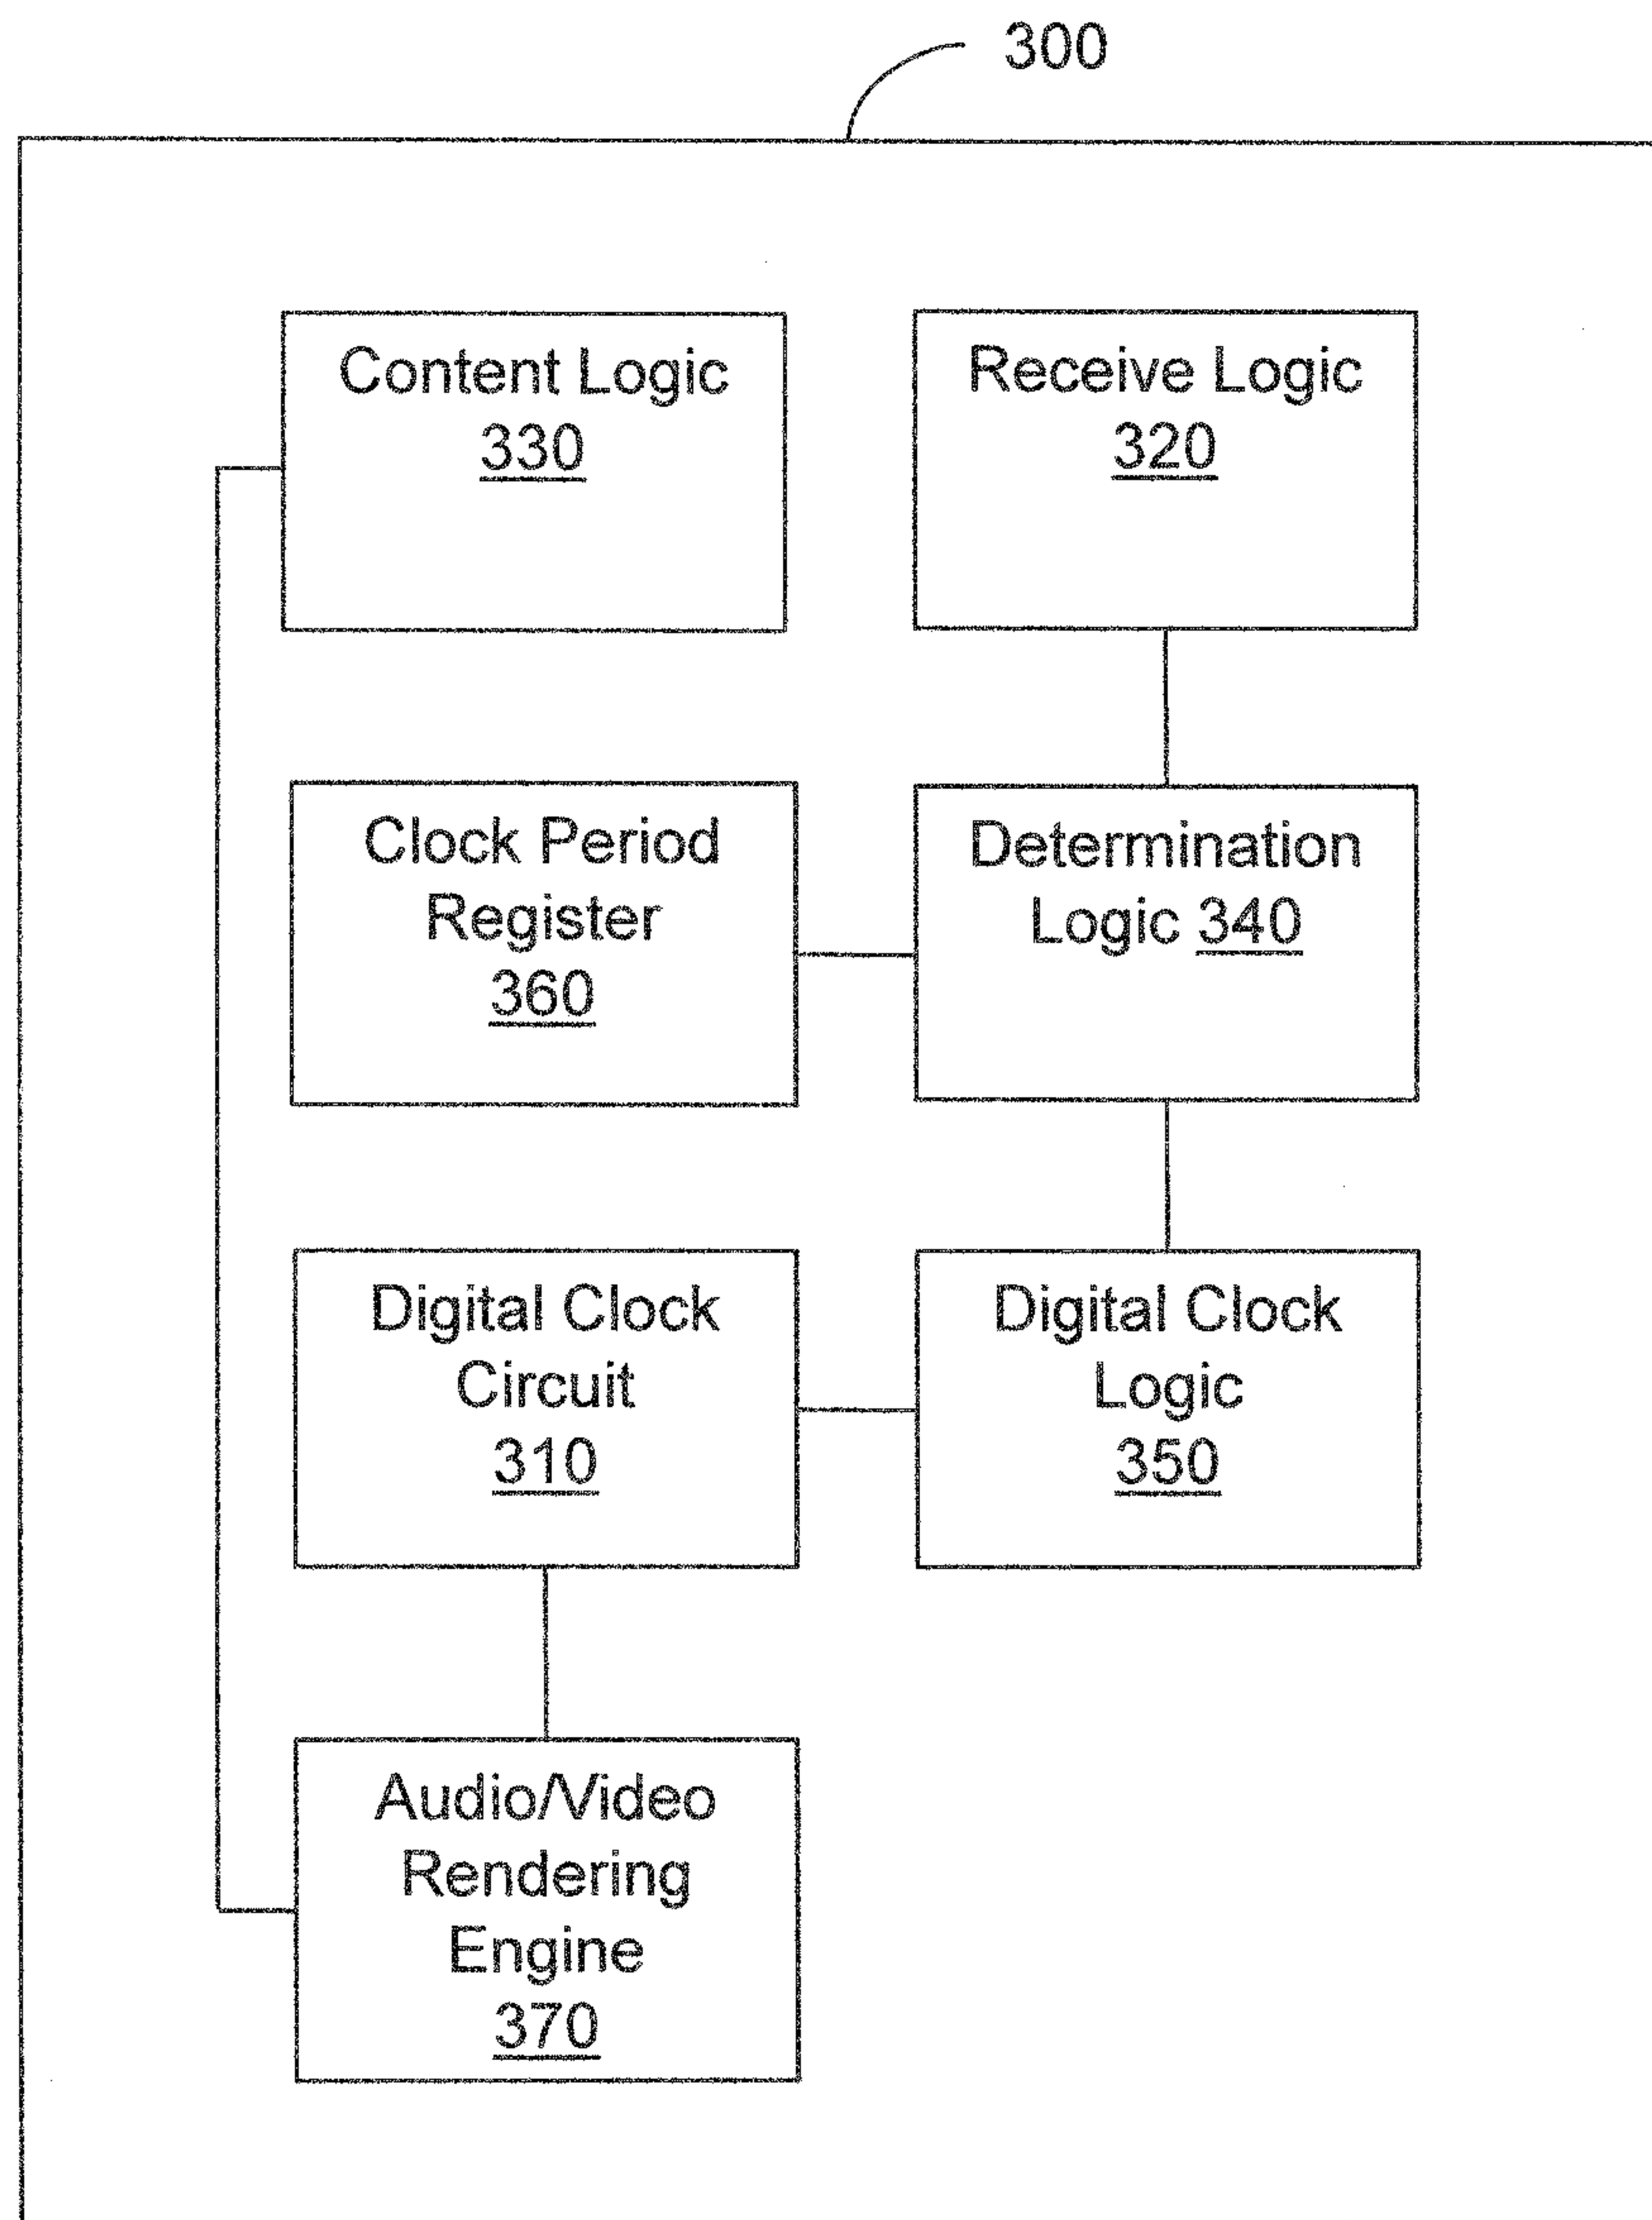 300
Content Logic
330
Receive Logic
320
Clock Period
Register
360
Determination
Logic 340
Digital Clock
Circuit
310
Digital Clock
Logic
350
Audio/Video
Rendering
Engine
370